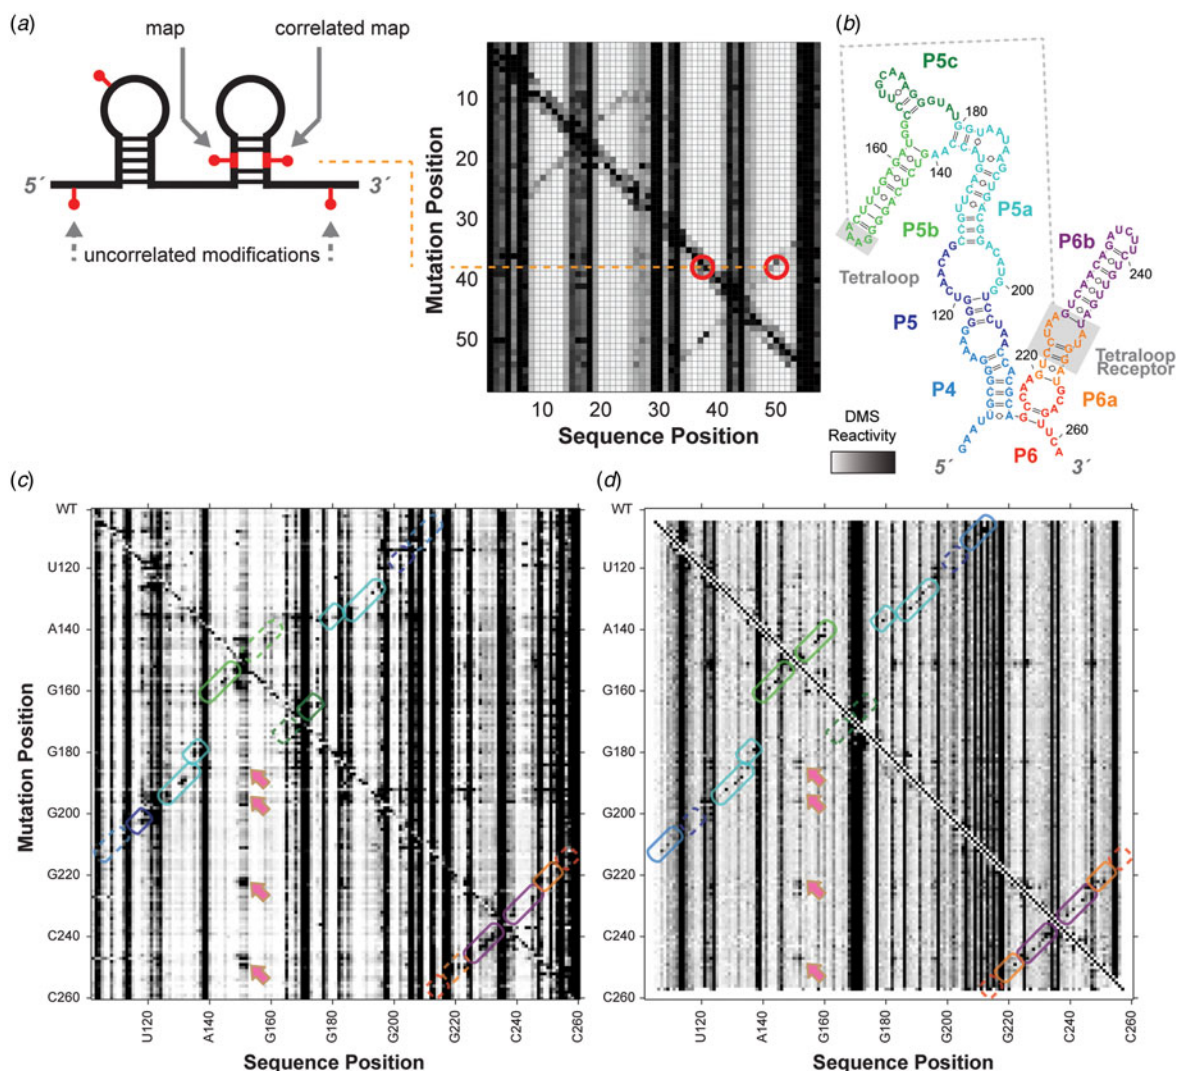 (a)
map
correlated map
5´
3´
uncorrelated modifications
Mutation Position
10
20
30
40
50
10 20 30 40 50
Sequence Position
(b)
P5c
180
160
140
P5a
P5b
P6b
Tetraloop
240
200
P5
120
220
Tetraloop
Receptor
P4
P6a
260
P6
5´
3´
DMS
Reactivity
(c)
WT
U120
A140
G160
G180
G200
G220
C240
C260
Mutation Position
U120 A140 G160 G180 G200 G220 C240 C260
Sequence Position
(d)
WT
U120
A140
G160
G180
G200
G220
C240
C260
U120 A140 G160 G180 G200 G220 C240 C260
Sequence Position